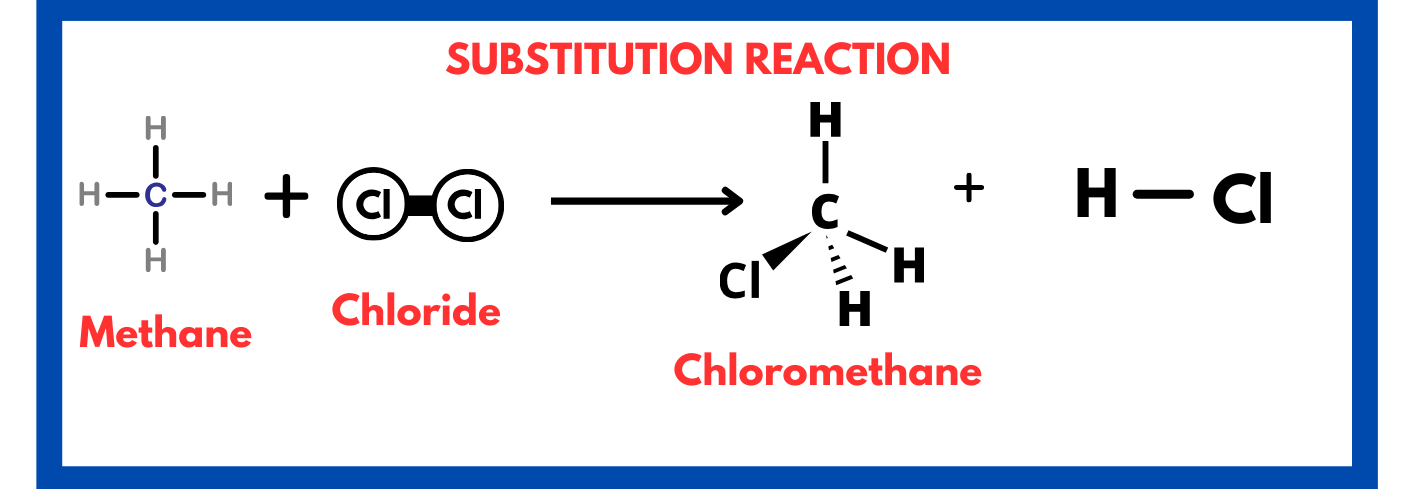 SUBSTITUTION REACTION
H
H C H
H
+
Cl Cl
H
C
Cl H
H
+
H — Cl
Methane
Chloride
Chloromethane